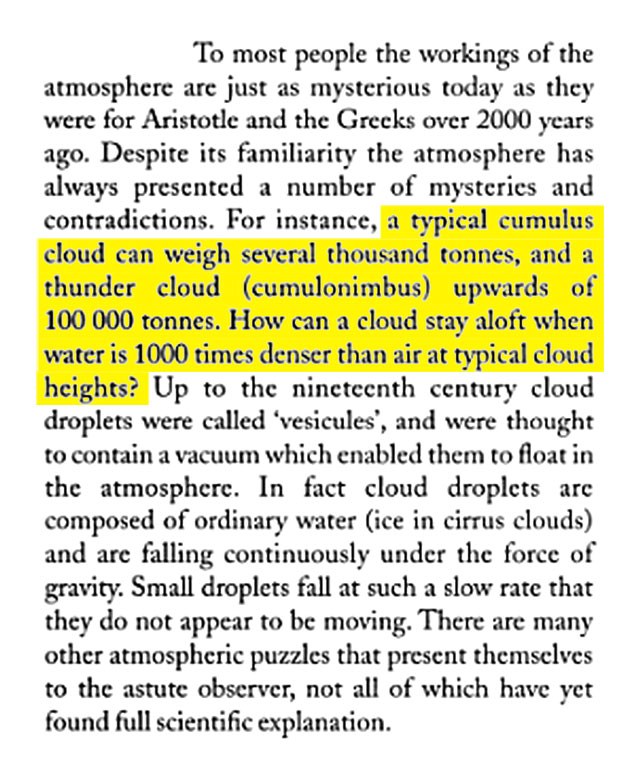 To most people the workings of the
atmosphere are just as mysterious today as they
were for Aristotle and the Greeks over 2000 years
ago. Despite its familiarity the atmosphere has
always presented a number of mysteries and
contradictions. For instance, a typical cumulus
cloud can weigh several thousand tonnes, and a
thunder cloud (cumulonimbus) upwards of
100 000 tonnes. How can a cloud stay aloft when
water is 1000 times denser than air at typical cloud
heights? Up to the nineteenth century cloud
droplets were called ‘vesicules’, and were thought
to contain a vacuum which enabled them to float in
the atmosphere. In fact cloud droplets are
composed of ordinary water (ice in cirrus clouds)
and are falling continuously under the force of
gravity. Small droplets fall at such a slow rate that
they do not appear to be moving. There are many
other atmospheric puzzles that present themselves
to the astute observer, not all of which have yet
found full scientific explanation.